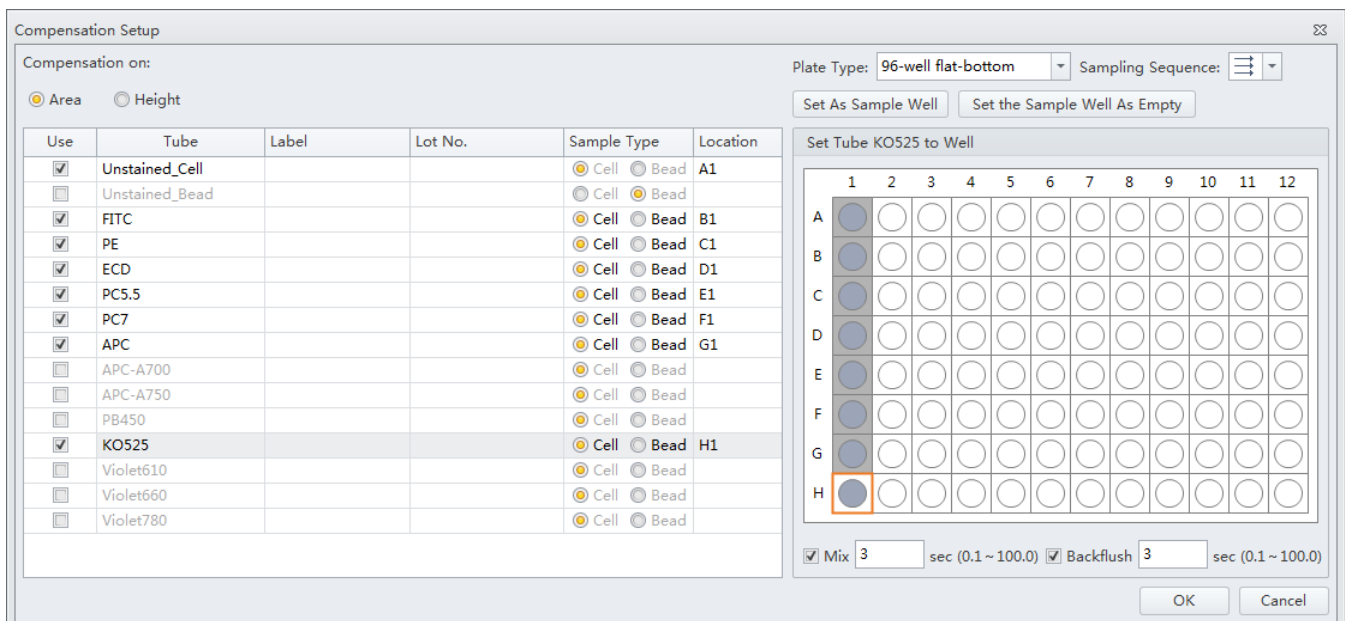 Compensation Setup
Compensation on:
Area Height
Use Tube Label Lot No. Sample Type Location
Unstained_Cell Cell Bead A1
Unstained_Bead Cell Bead
FITC Cell Bead B1
PE Cell Bead C1
ECD Cell Bead D1
PC5.5 Cell Bead E1
PC7 Cell Bead F1
APC Cell Bead G1
APC-A700 Cell Bead
APC-A750 Cell Bead
PB450 Cell Bead
KO525 Cell Bead H1
Violet610 Cell Bead
Violet660 Cell Bead
Violet780 Cell Bead
Plate Type: 96-well flat-bottom Sampling Sequence:
Set As Sample Well Set the Sample Well As Empty
Set Tube KO525 to Well
1 2 3 4 5 6 7 8 9 10 11 12
A
B
C
D
E
F
G
H
Mix 3 sec (0.1~100.0) Backflush 3 sec (0.1~100.0)
OK Cancel